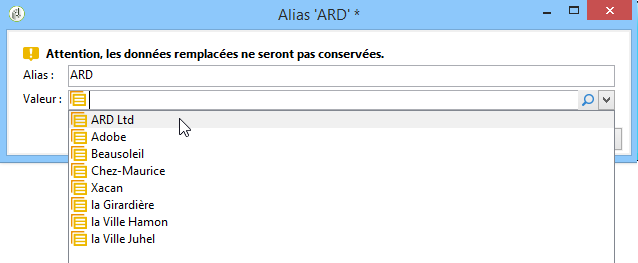 Alias 'ARD' *
Attention, les données remplacées ne seront pas conservées.
Alias : ARD
Valeur :
ARD Ltd
Adobe
Beausoleil
Chez-Maurice
Xacan
la Girardière
la Ville Hamon
la Ville Juhel